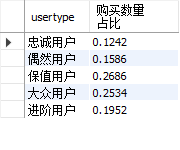 usertype 购买数量
占比
忠诚用户 0.1242
偶然用户 0.1586
保值用户 0.2686
大众用户 0.2534
进阶用户 0.1952